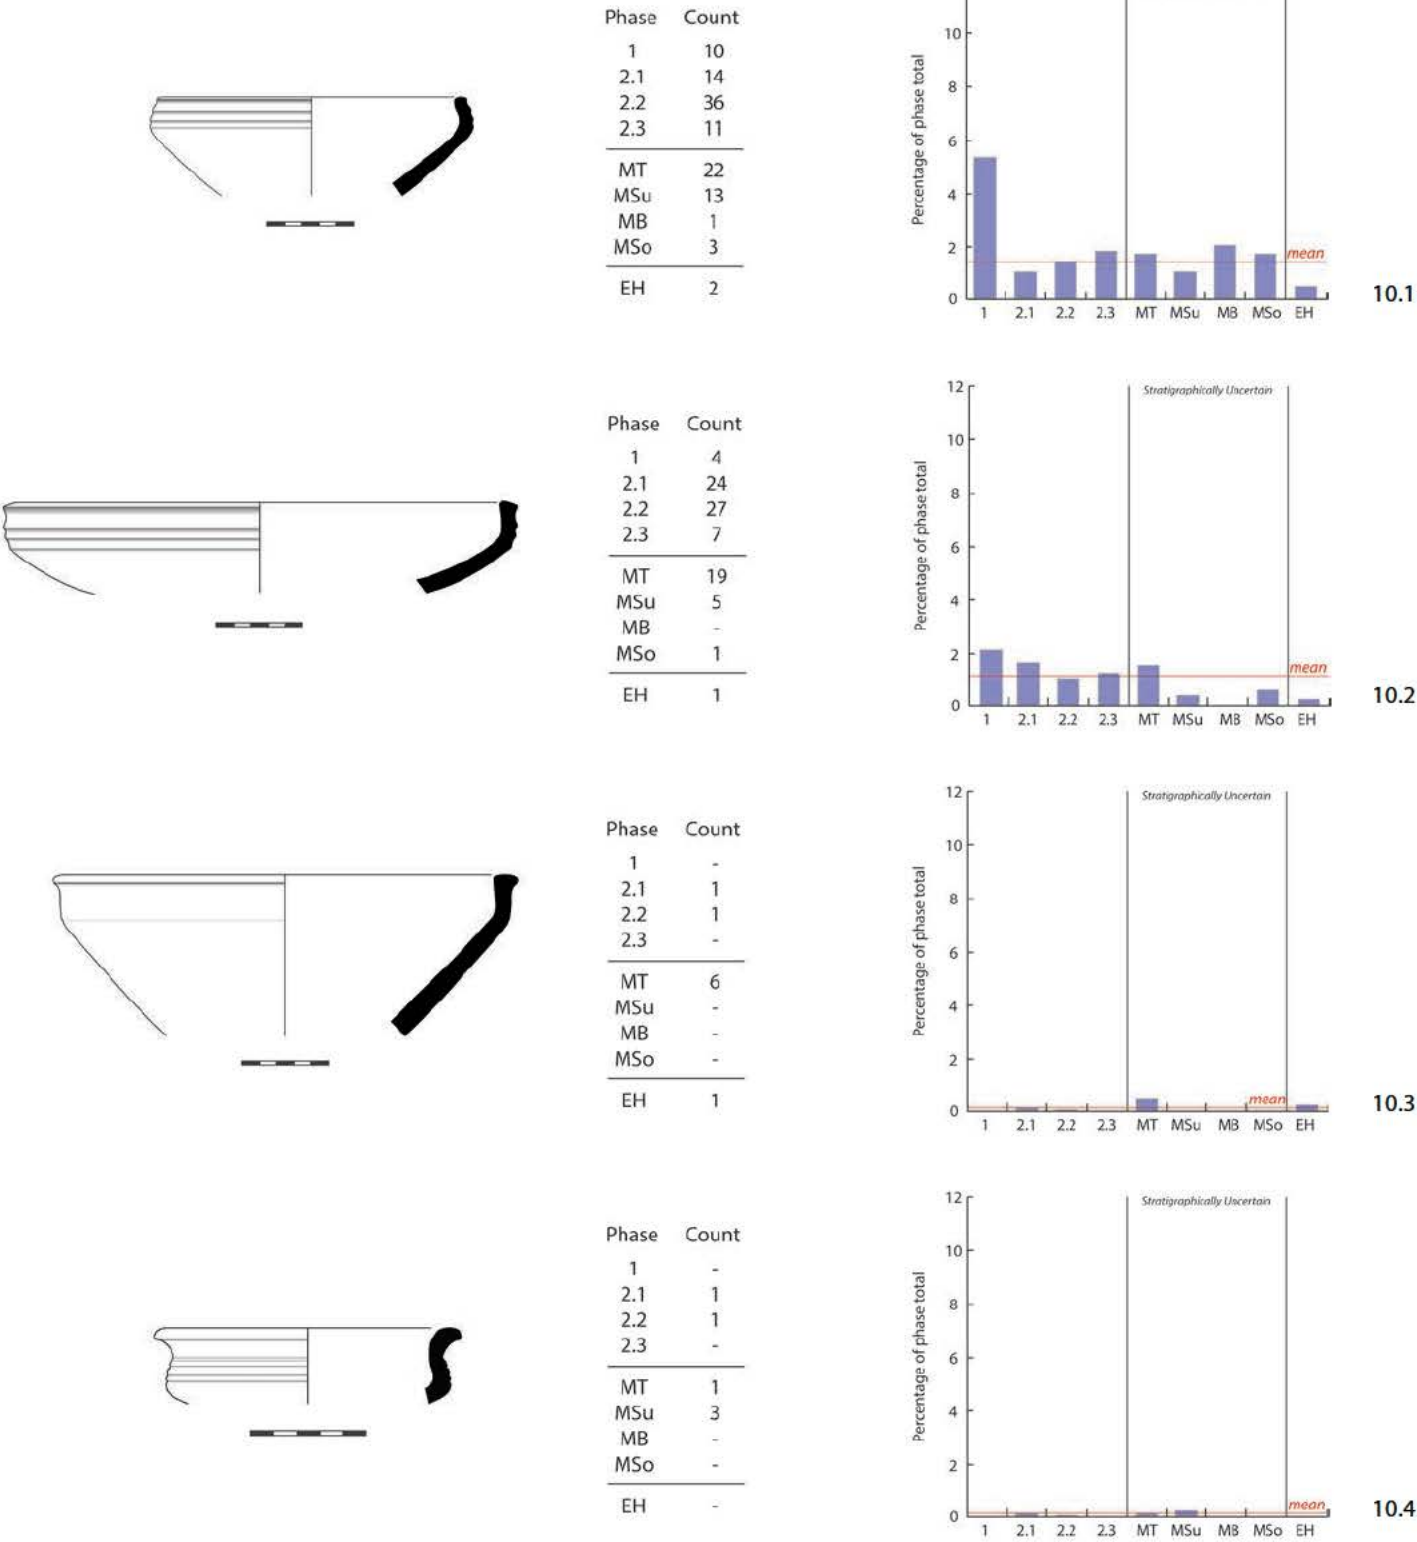 Phase Count
1 10
2.1 14
2.2 36
2.3 11
MT 22
MSu 13
MB 1
MSo 3
EH 2
Percentage of phase total
10
8
6
4
2
0
mean
1 2.1 2.2 2.3 MT MSu MB MSo EH
10.1
Phase Count
1 4
2.1 24
2.2 27
2.3 7
MT 19
MSu 5
MB -
MSo 1
EH 1
Percentage of phase total
12
10
8
6
4
2
0
Stratigraphically Uncertain
mean
1 2.1 2.2 2.3 MT MSu MB MSo EH
10.2
Phase Count
1 -
2.1 1
2.2 1
2.3 -
MT 6
MSu -
MB -
MSo -
EH 1
Percentage of phase total
12
10
8
6
4
2
0
Stratigraphically Uncertain
mean
1 2.1 2.2 2.3 MT MSu MB MSo EH
10.3
Phase Count
1 -
2.1 1
2.2 1
2.3 -
MT 1
MSu 3
MB -
MSo -
EH -
Percentage of phase total
12
10
8
6
4
2
0
Stratigraphically Uncertain
mean
1 2.1 2.2 2.3 MT MSu MB MSo EH
10.4